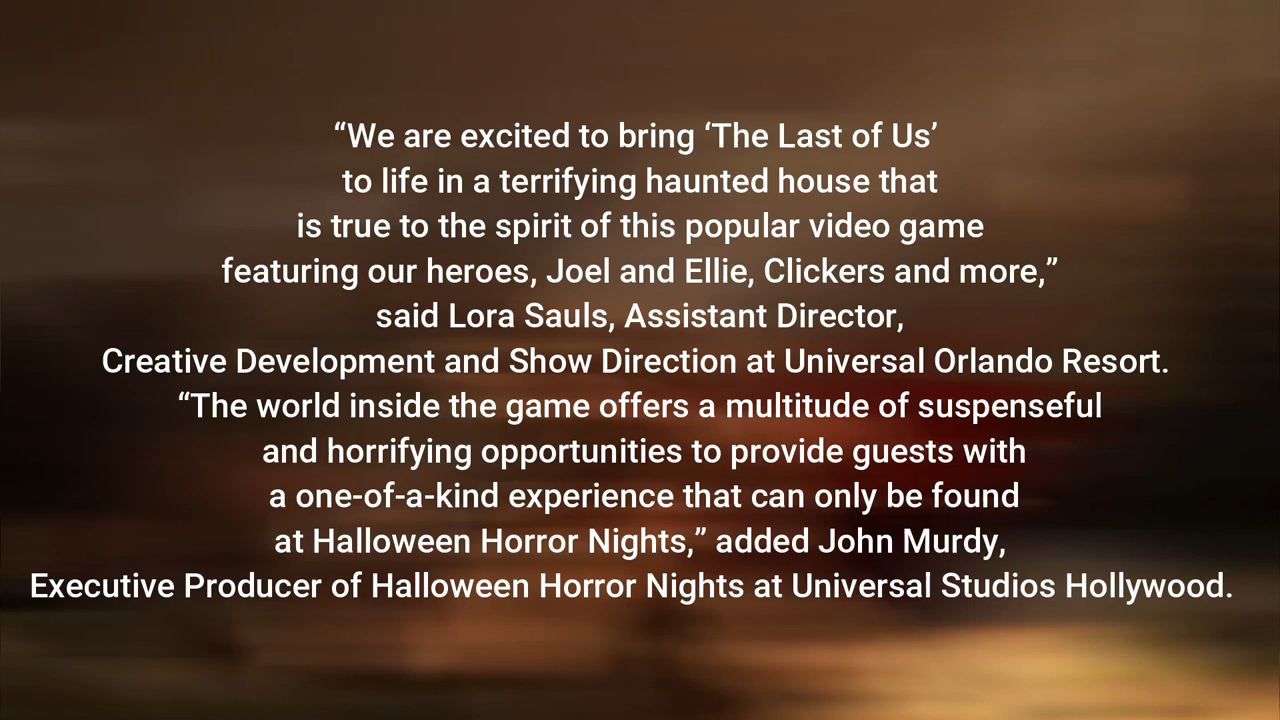 “We are excited to bring ‘The Last of Us’
to life in a terrifying haunted house that
is true to the spirit of this popular video game
featuring our heroes, Joel and Ellie, Clickers and more,”
said Lora Sauls, Assistant Director,
Creative Development and Show Direction at Universal Orlando Resort.
“The world inside the game offers a multitude of suspenseful
and horrifying opportunities to provide guests with
a one-of-a-kind experience that can only be found
at Halloween Horror Nights,” added John Murdy,
Executive Producer of Halloween Horror Nights at Universal Studios Hollywood.